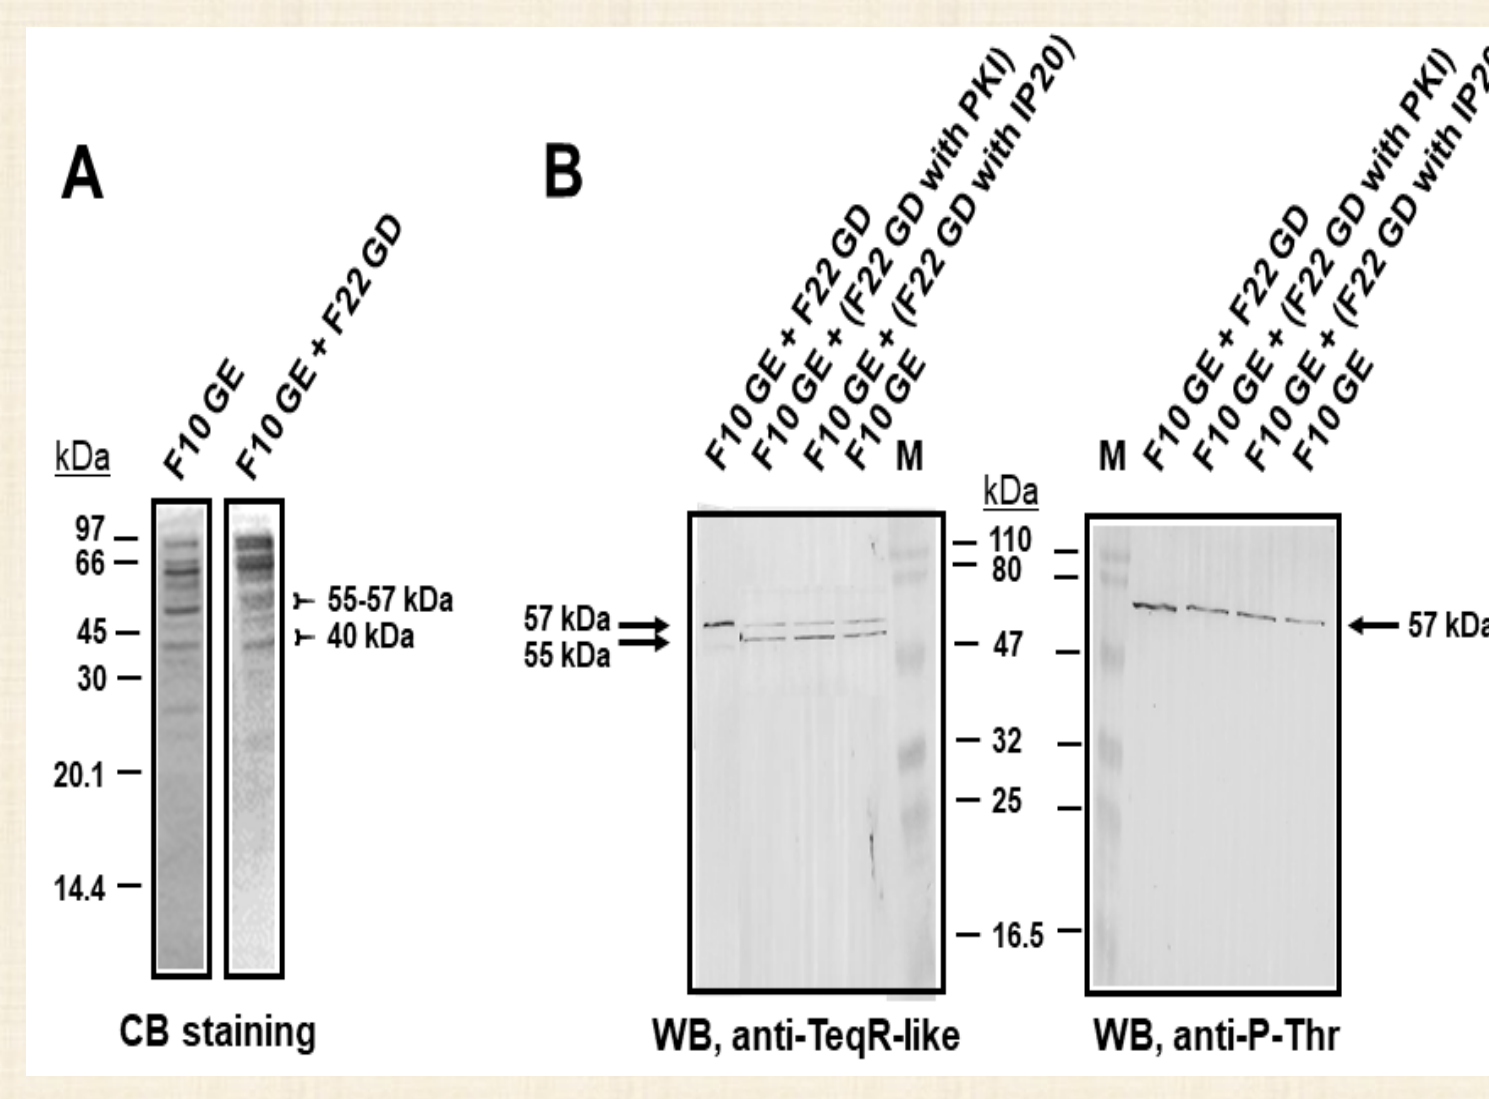 A
B
F10 GE
F10 GE + F22 GD
kDa
97
66
45
30
20.1
14.4
55-57 kDa
40 kDa
CB staining
F10 GE + F22 GD
F10 GE + (F22 GD with PKI)
F10 GE + (F22 GD with IP20)
F10 GE
M
57 kDa
55 kDa
kDa
110
80
47
32
25
16.5
WB, anti-TeqR-like
M
F10 GE + F22 GD
F10 GE + (F22 GD with PKI)
F10 GE + (F22 GD with IP20
F10 GE
57 kDa
WB, anti-P-Thr